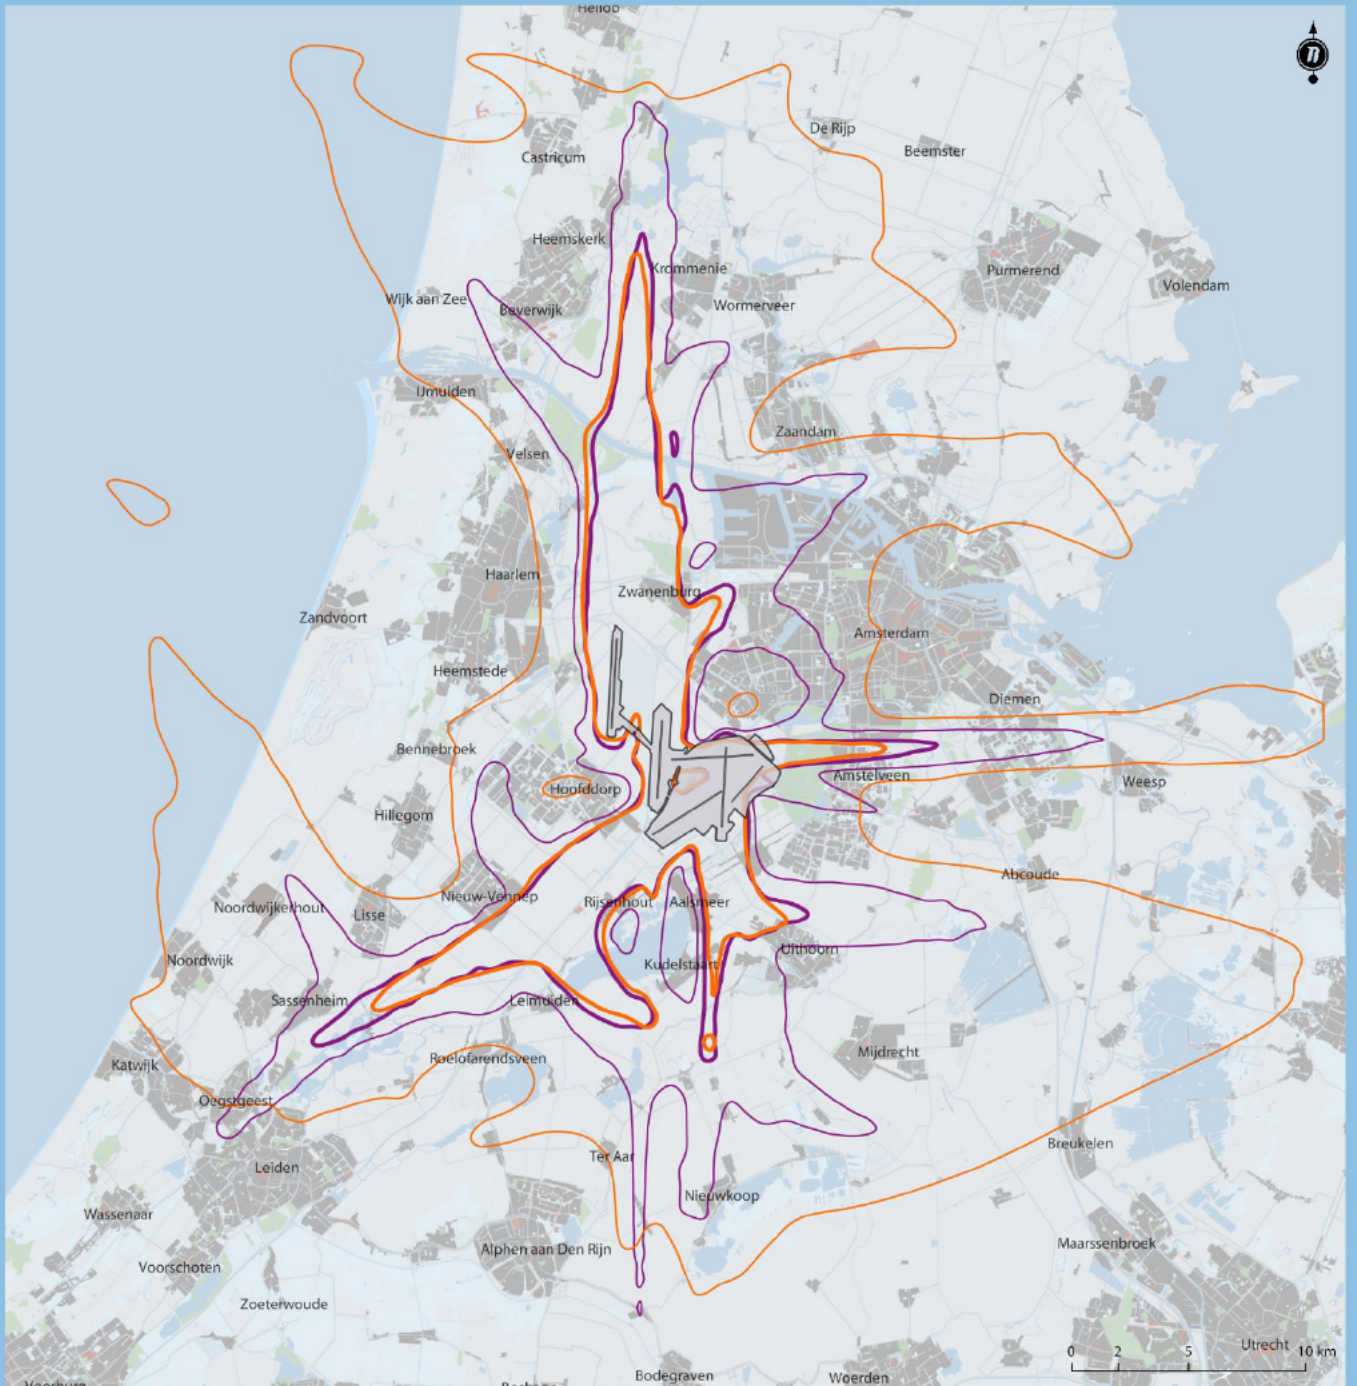 Heiloo
De Rijp
Beemster
Castricum
Heemskerk
Krommenie
Purmerend
Volendam
Wijk aan Zee
Beverwijk
Wormerveer
IJmuiden
Zaandam
Velsen
Haarlem
Zwanenburg
Zandvoort
Amsterdam
Heemstede
Diemen
Bennebroek
Amstelveen
Weesp
Hoofddorp
Hillegom
Abcoude
Nieuw-Vennep
Rijsenhout
Aalsmeer
Noordwijkerhout
Lisse
Uithoorn
Noordwijk
Kudelstaart
Sassenheim
Leimuiden
Mijdrecht
Roelofarendsveen
Katwijk
Oegstgeest
Breukelen
Ter Aar
Leiden
Nieuwkoop
Wassenaar
Maarssenbroek
Alphen aan Den Rijn
Voorschoten
Zoeterwoude
Utrecht
0 2 5 10 km
Bodegraven
Woerden
Voorburg